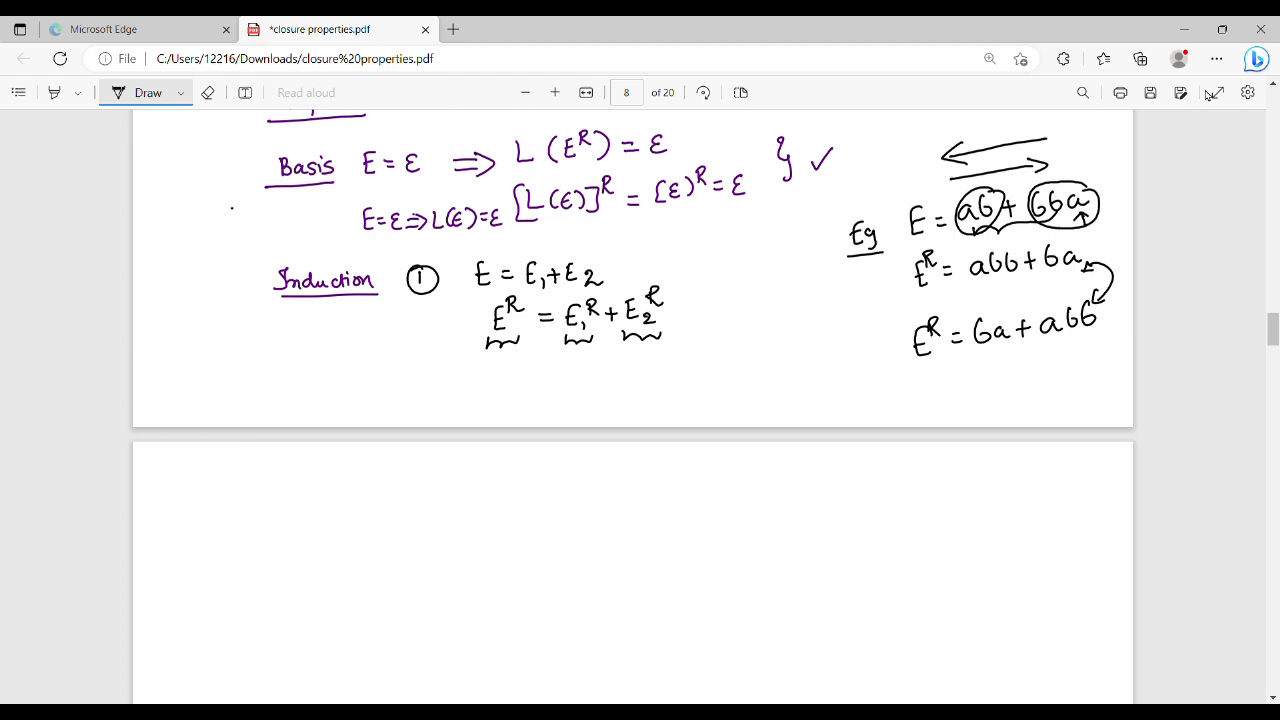 Microsoft Edge
*closure properties.pdf
File C:/Users/12216/Downloads/closure%20properties.pdf
Draw Read aloud 8 of 20
Basis E = ε ⟹ L (E^R) = ε } ✓
E = ε ⟹ L(ε) = ε [L(ε)]^R = [ε)^R = ε
Eg E = ab + bba
E^R = abb + ba
E^R = ba + abb
Induction ① E = E₁ + E₂
E^R = E₁^R + E₂^R